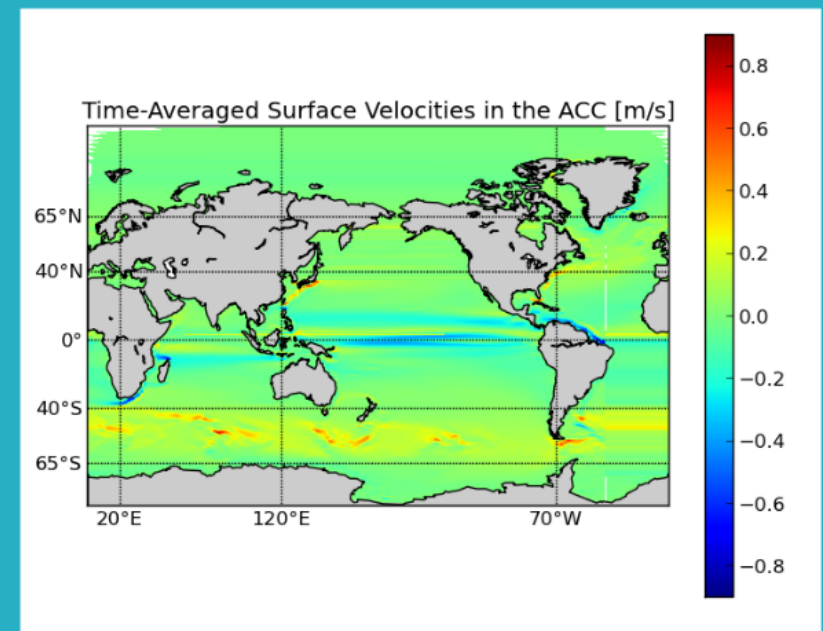 Time-Averaged Surface Velocities in the ACC [m/s]
65°N
40°N
0°
40°S
65°S
20°E
120°E
70°W
0.8
0.6
0.4
0.2
0.0
−0.2
−0.4
−0.6
−0.8